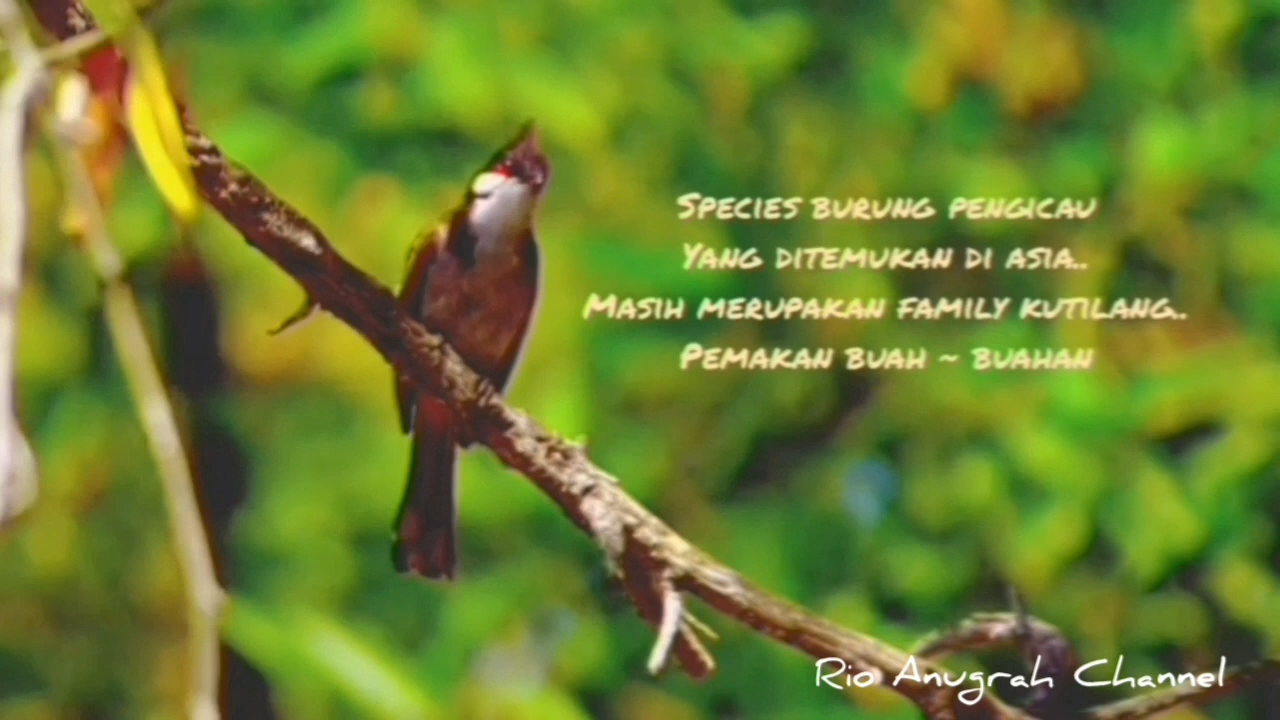 Species burung pengicau
Yang ditemukan di asia..
Masih merupakan family kutilang..
Pemakan buah ~ buahan
Rio Anugrah Channel